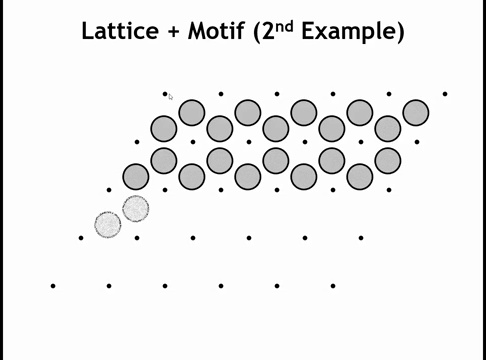 Lattice + Motif (2nd Example)